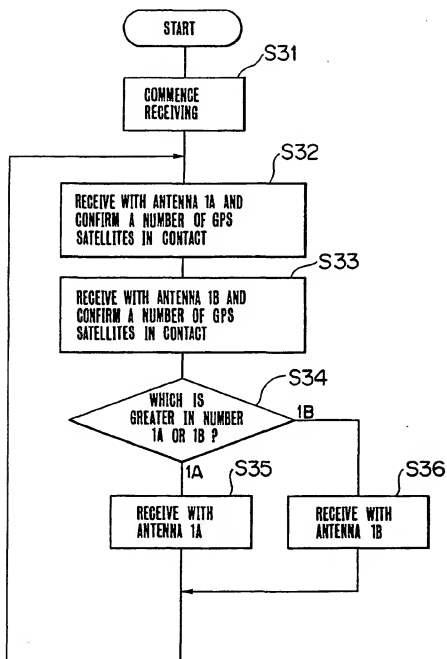 START
S31
COMMENCE
RECEIVING
S32
RECEIVE WITH ANTENNA 1A AND
CONFIRM A NUMBER OF GPS
SATELLITES IN CONTACT
S33
RECEIVE WITH ANTENNA 1B AND
CONFIRM A NUMBER OF GPS
SATELLITES IN CONTACT
S34
WHICH IS
GREATER IN NUMBER
1A OR 1B ?
1B
1A
S35
RECEIVE WITH
ANTENNA 1A
S36
RECEIVE WITH
ANTENNA 1B